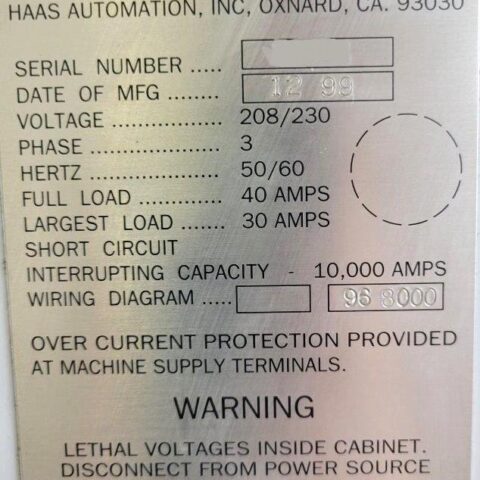 HAAS AUTOMATION, INC, OXNARD, CA. 93030
SERIAL NUMBER .....
DATE OF MFG ........ 12 98
VOLTAGE ................ 208/230
PHASE ................... 3
HERTZ ................... 50/60
FULL LOAD ............ 40 AMPS
LARGEST LOAD ....... 30 AMPS
SHORT CIRCUIT
INTERRUPTING CAPACITY - 10,000 AMPS
WIRING DIAGRAM ..... 96 8000
OVER CURRENT PROTECTION PROVIDED
AT MACHINE SUPPLY TERMINALS.
WARNING
LETHAL VOLTAGES INSIDE CABINET.
DISCONNECT FROM POWER SOURCE